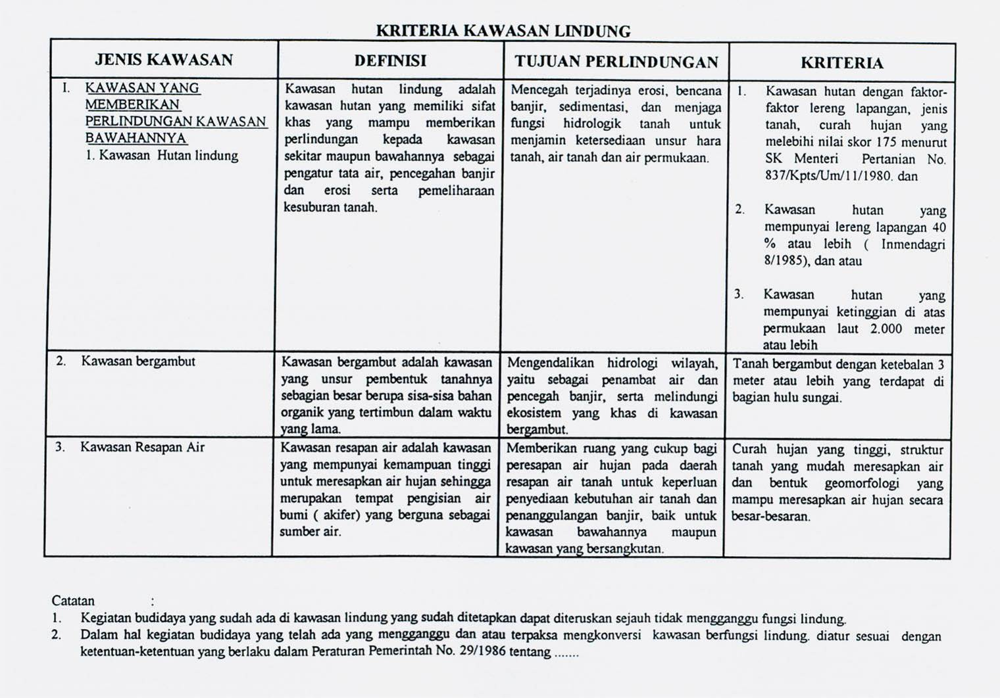 KRITERIA KAWASAN LINDUNG
JENIS KAWASAN
DEFINISI
TUJUAN PERLINDUNGAN
KRITERIA
I. KAWASAN YANG
MEMBERIKAN
PERLINDUNGAN KAWASAN
BAWAHANNYA
1. Kawasan Hutan lindung
Kawasan hutan lindung adalah
kawasan hutan yang memiliki sifat
khas yang mampu memberikan
perlindungan kepada kawasan
sekitar maupun bawahannya sebagai
pengatur tata air, pencegahan banjir
dan erosi serta pemeliharaan
kesuburan tanah.
Mencegah terjadinya erosi, bencana
banjir, sedimentasi, dan menjaga
fungsi hidrologik tanah untuk
menjamin ketersediaan unsur hara
tanah, air tanah dan air permukaan.
1. Kawasan hutan dengan faktor-
faktor lereng lapangan, jenis
tanah, curah hujan yang
melebihi nilai skor 175 menurut
SK Menteri Pertanian No.
837/Kpts/Um/11/1980. dan
2. Kawasan hutan yang
mempunyai lereng lapangan 40
% atau lebih ( Inmendagri
8/1985), dan atau
3. Kawasan hutan yang
mempunyai ketinggian di atas
permukaan laut 2.000 meter
atau lebih
2. Kawasan bergambut
Kawasan bergambut adalah kawasan
yang unsur pembentuk tanahnya
sebagian besar berupa sisa-sisa bahan
organik yang tertimbun dalam waktu
yang lama.
Mengendalikan hidrologi wilayah,
yaitu sebagai penambat air dan
pencegah banjir, serta melindungi
ekosistem yang khas di kawasan
bergambut.
Tanah bergambut dengan ketebalan 3
meter atau lebih yang terdapat di
bagian hulu sungai.
3. Kawasan Resapan Air
Kawasan resapan air adalah kawasan
yang mempunyai kemampuan tinggi
untuk meresapkan air hujan sehingga
merupakan tempat pengisian air
bumi ( akifer) yang berguna sebagai
sumber air.
Memberikan ruang yang cukup bagi
peresapan air hujan pada daerah
resapan air tanah untuk keperluan
penyediaan kebutuhan air tanah dan
penanggulangan banjir, baik untuk
kawasan bawahannya maupun
kawasan yang bersangkutan.
Curah hujan yang tinggi, struktur
tanah yang mudah meresapkan air
dan bentuk geomorfologi yang
mampu meresapkan air hujan secara
besar-besaran.
Catatan :
1. Kegiatan budidaya yang sudah ada di kawasan lindung yang sudah ditetapkan dapat diteruskan sejauh tidak mengganggu fungsi lindung.
2. Dalam hal kegiatan budidaya yang telah ada yang mengganggu dan atau terpaksa mengkonversi kawasan berfungsi lindung. diatur sesuai dengan
ketentuan-ketentuan yang berlaku dalam Peraturan Pemerintah No. 29/1986 tentang .......